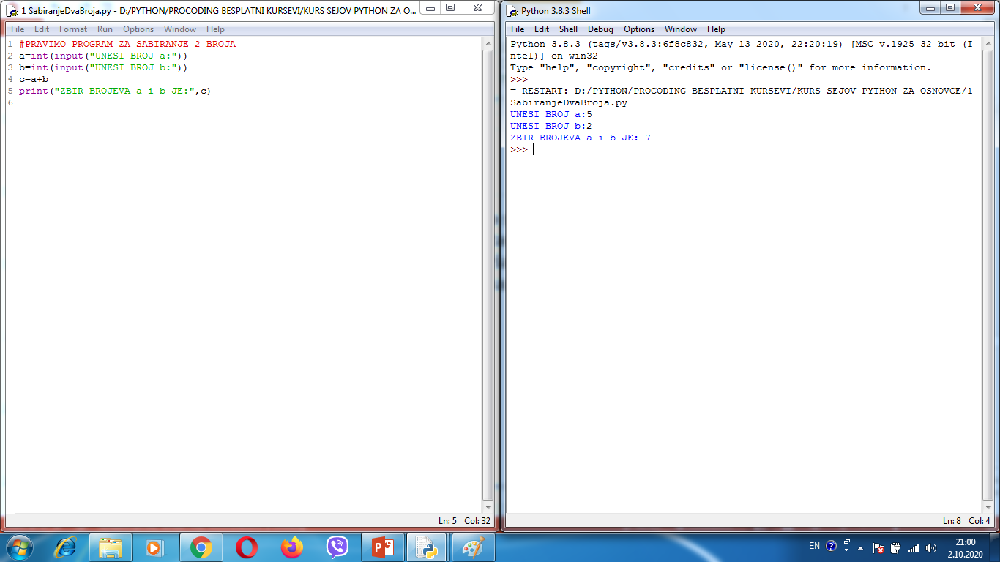 1 SabiranjeDvaBroja.py - D:/PYTHON/PROCODING BESPLATNI KURSEVI/KURS SEJOV PYTHON ZA O...
File Edit Format Run Options Window Help
1 #PRAVIMO PROGRAM ZA SABIRANJE 2 BROJA
2 a=int(input("UNESI BROJ a:"))
3 b=int(input("UNESI BROJ b:"))
4 c=a+b
5 print("ZBIR BROJEVA a i b JE:",c)
6
Ln: 5 Col: 32
Python 3.8.3 Shell
File Edit Shell Debug Options Window Help
Python 3.8.3 (tags/v3.8.3:6f8c832, May 13 2020, 22:20:19) [MSC v.1925 32 bit (I
ntel)] on win32
Type "help", "copyright", "credits" or "license()" for more information.
>>>
= RESTART: D:/PYTHON/PROCODING BESPLATNI KURSEVI/KURS SEJOV PYTHON ZA OSNOVCE/1
SabiranjeDvaBroja.py
UNESI BROJ a:5
UNESI BROJ b:2
ZBIR BROJEVA a i b JE: 7
>>>
Ln: 8 Col: 4
EN
21:00
2.10.2020